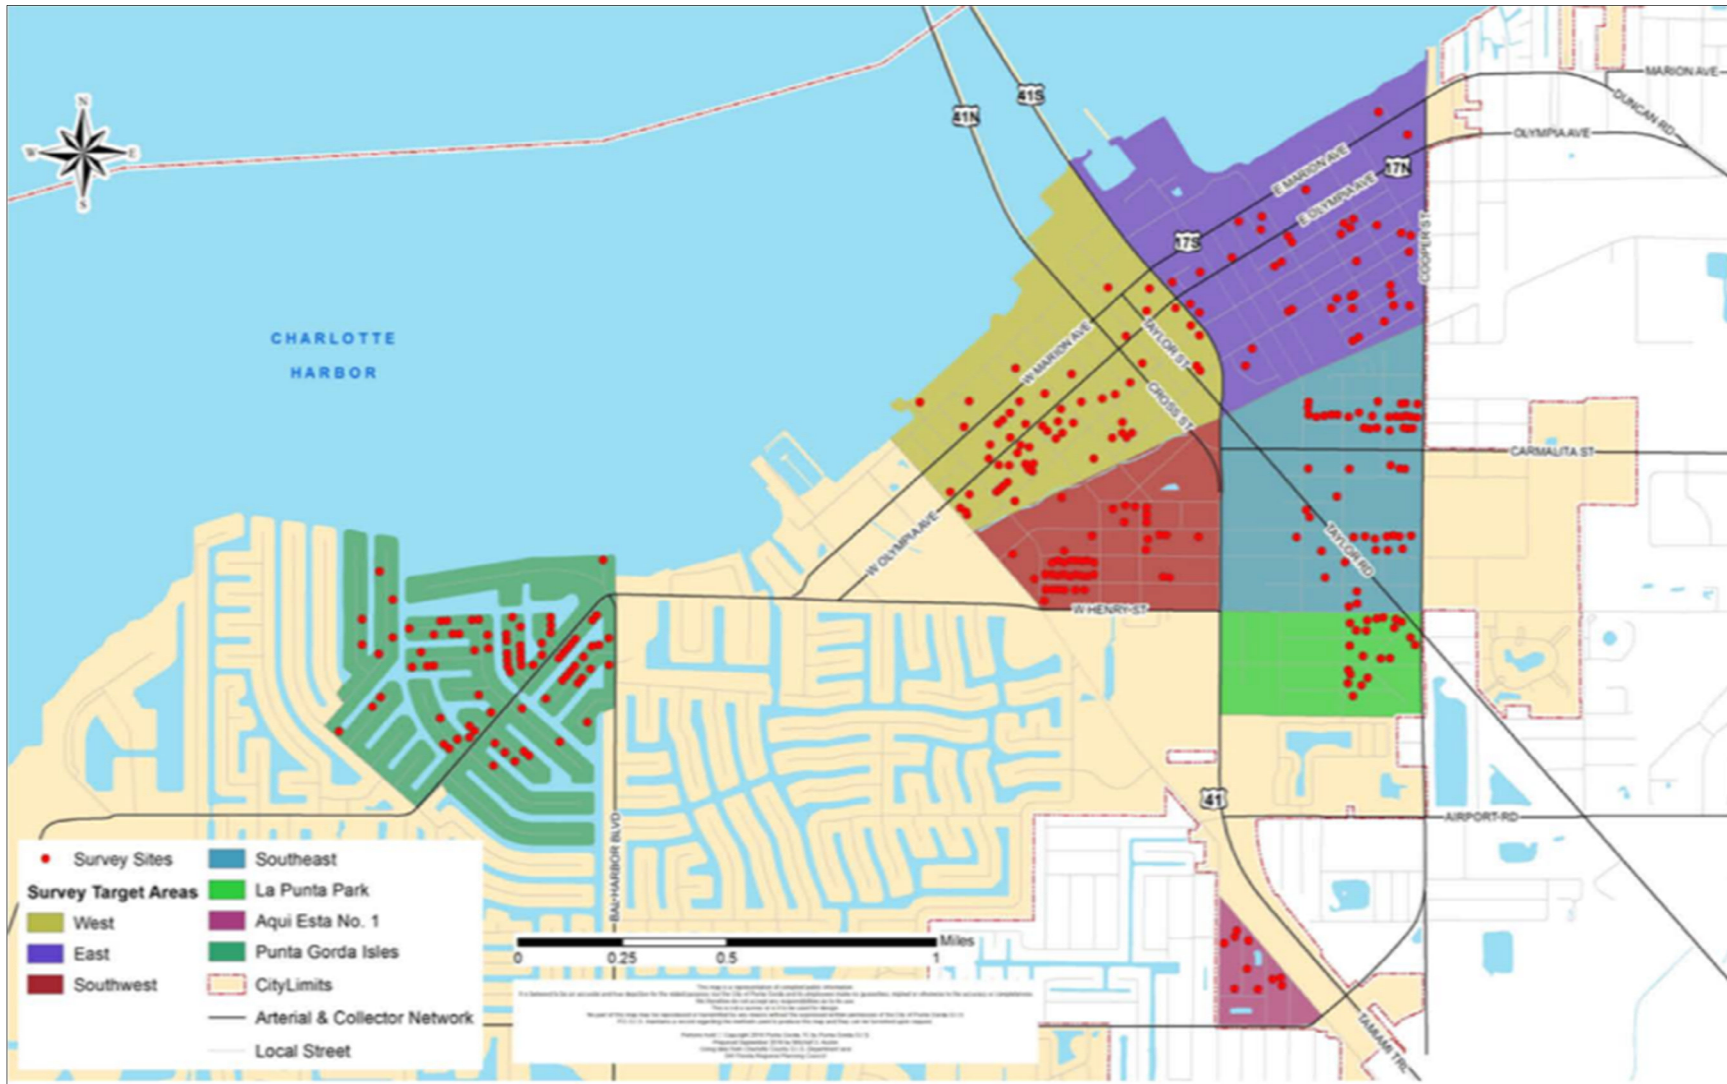 N
W
E
S
41N
41S
MARION AVE
DUNCAN RD
OLYMPIA AVE
17N
E MARION AVE
E OLYMPIA AVE
17S
COOPER ST
CHARLOTTE
HARBOR
TAYLOR ST
W MARION AVE
CROSS ST
CARMALITA ST
W OLYMPIA AVE
TAYLOR RD
W HENRY ST
41
AIRPORT RD
BAL HARBOR BLVD
TAMIAMI TRL
Survey Sites
Survey Target Areas
West
East
Southwest
Southeast
La Punta Park
Aqui Esta No. 1
Punta Gorda Isles
CityLimits
Arterial & Collector Network
Local Street
Miles
0 0.25 0.5 1